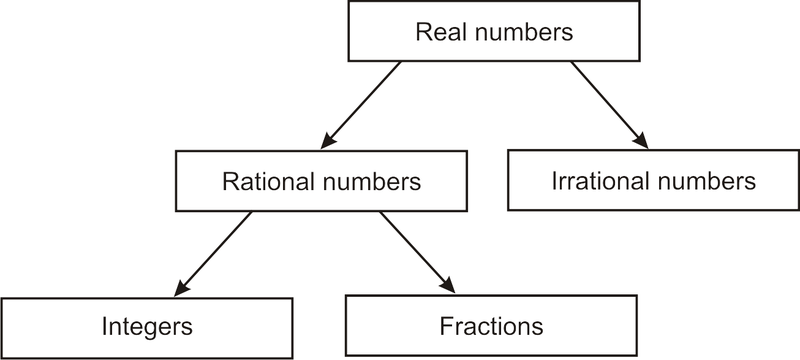 Real numbers
Rational numbers
Irrational numbers
Integers
Fractions